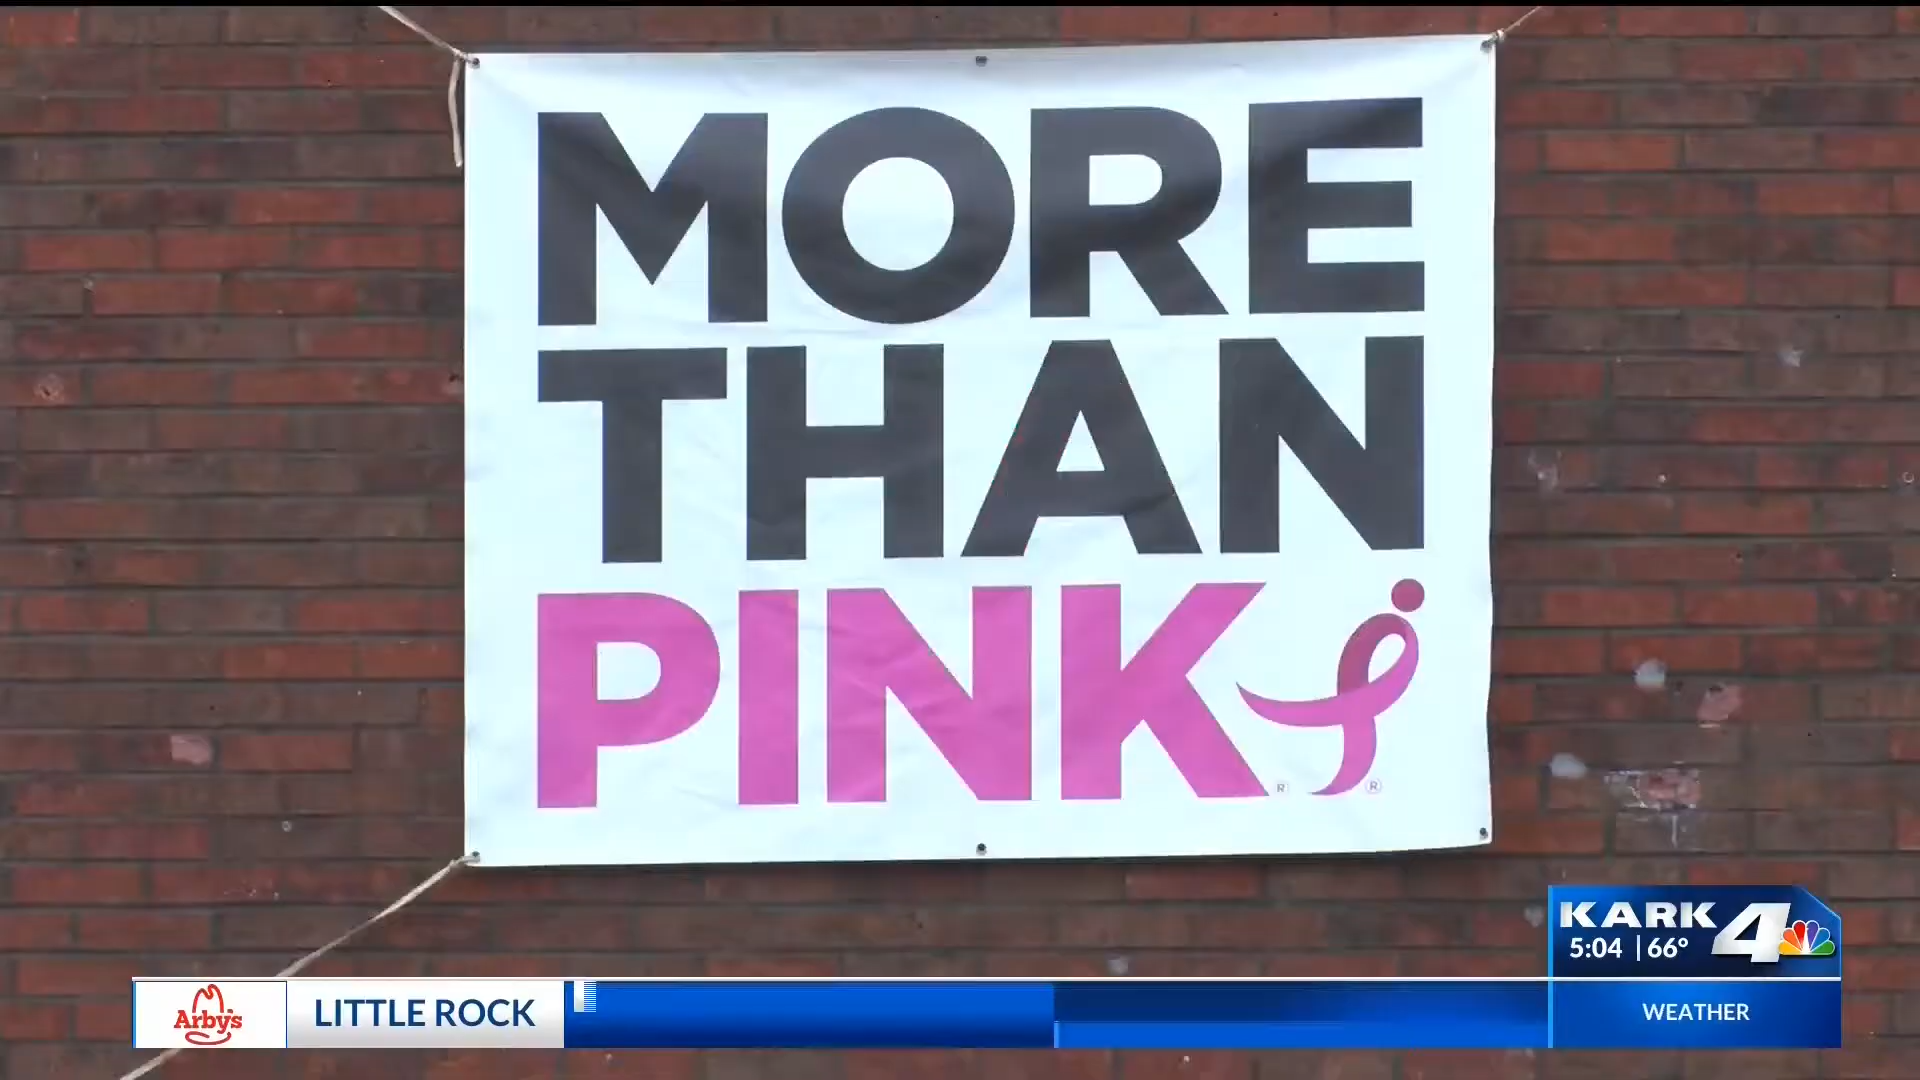 MORE
THAN
PINK
®
®
KARK 4
5:04 | 66°
Arby's
LITTLE ROCK
WEATHER